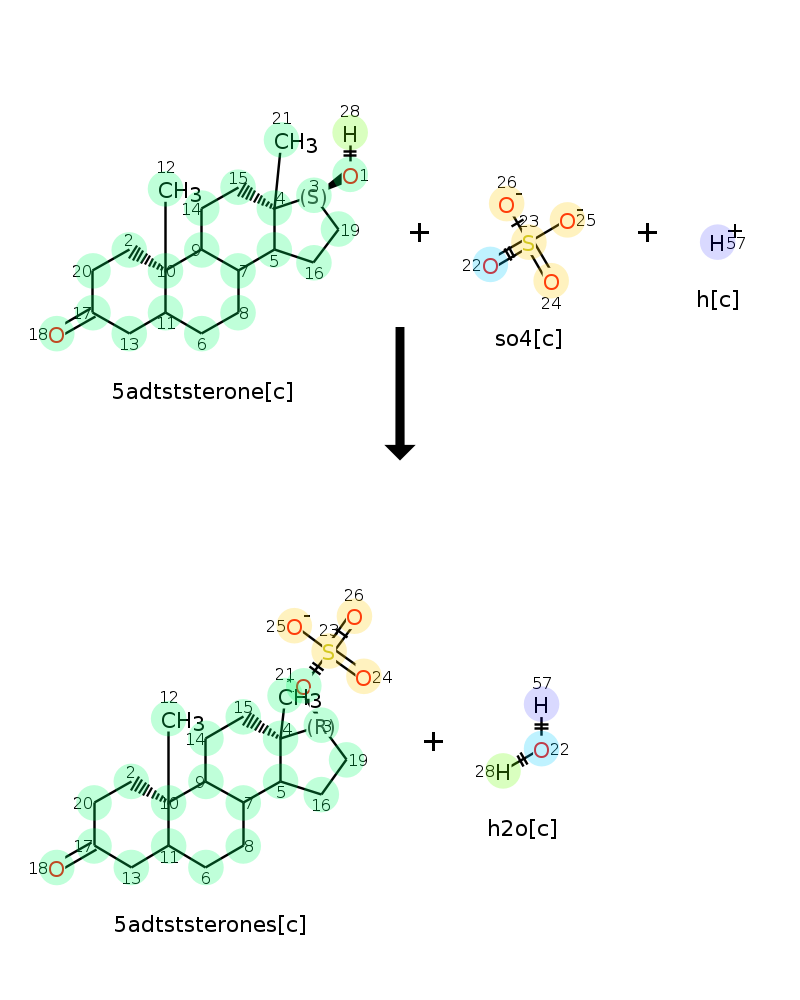 28
H
21
CH3
12
CH3
O1
3
(S)
15
14
4
19
2
9
5
16
20
10
7
17
11
8
18O
13
6
5adtststerone[c]
+
26
O-
23
O-25
S
22O
O
24
so4[c]
+
H+57
h[c]
26
O
25O-
23
S
O24
21
CH3
O
12
CH3
15
14
4
3
(R)
19
2
9
5
16
20
10
7
17
11
8
18O
13
6
5adtststerones[c]
+
57
H
O22
28H
h2o[c]